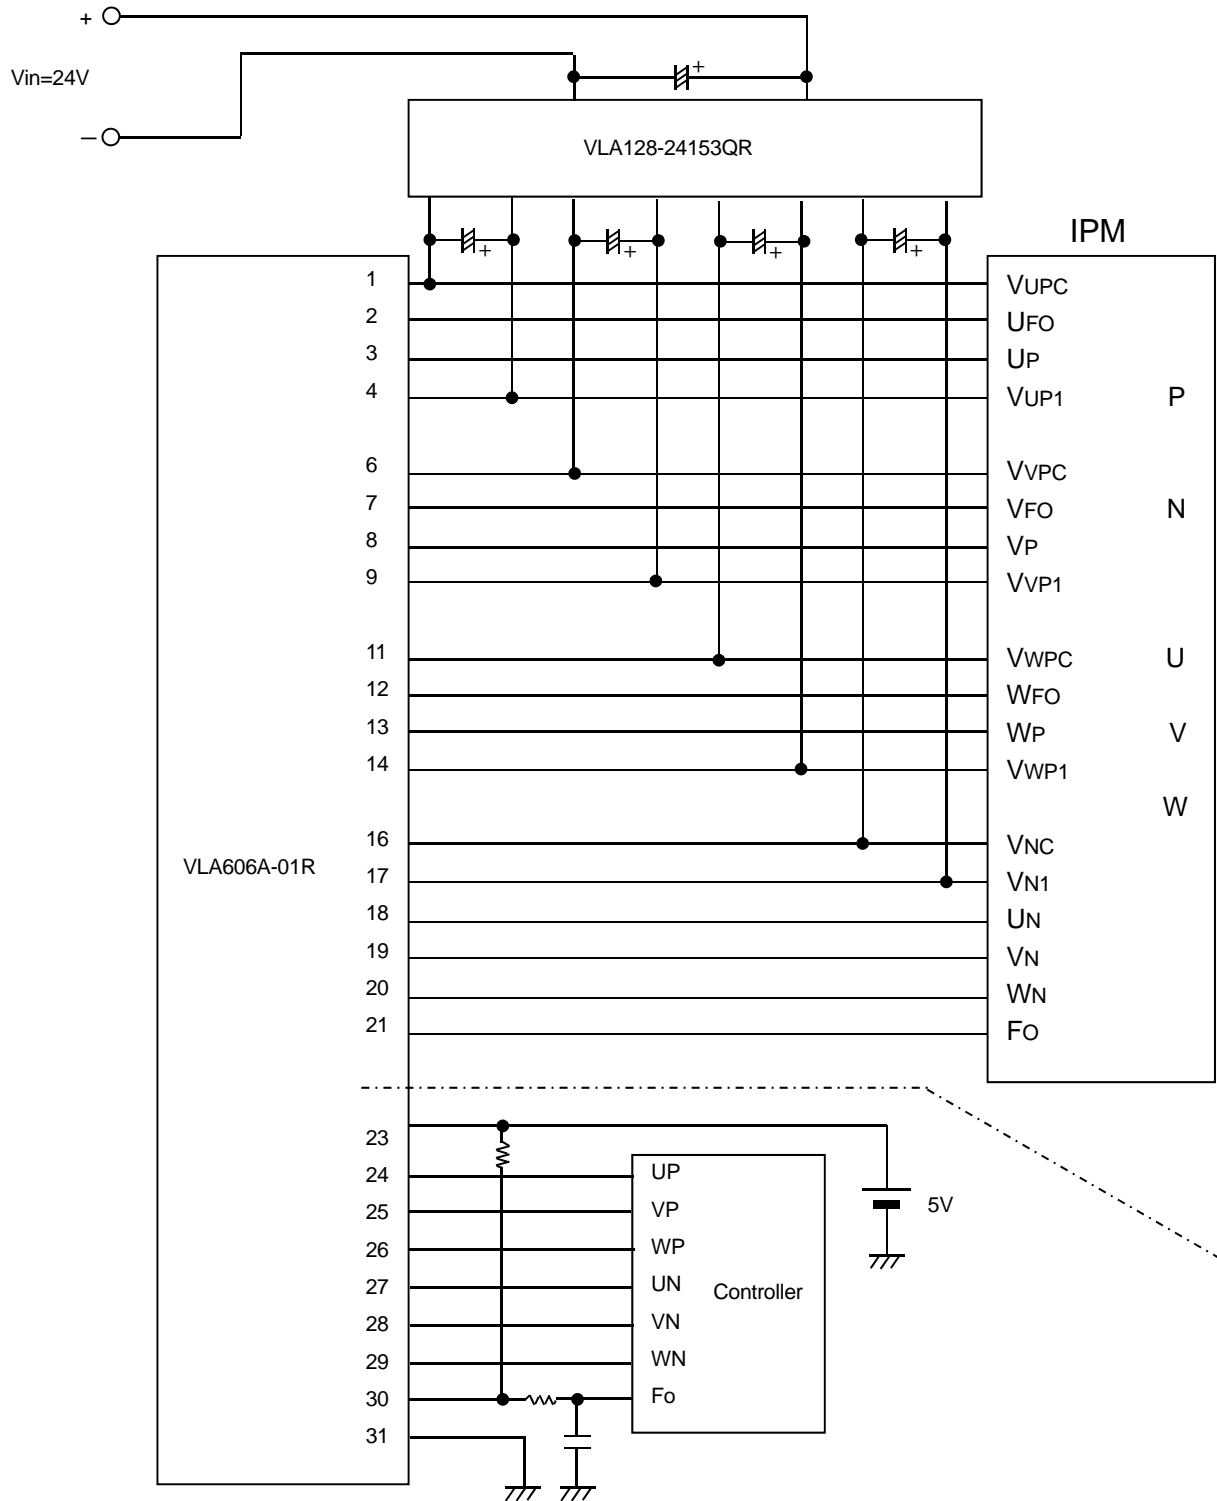 +
Vin=24V
+
VLA128-24153QR
−
+
+
+
+
IPM
1
VUPC
2
UFO
3
UP
4
VUP1
P
6
VVPC
7
VFO
N
8
VP
9
VVP1
11
VWPC
U
12
WFO
13
WP
V
14
VWP1
W
16
VNC
VLA606A-01R
17
VN1
18
UN
19
VN
20
WN
21
FO
23
24
UP
25
VP
5V
26
WP
27
UN
Controller
28
VN
29
WN
30
Fo
31